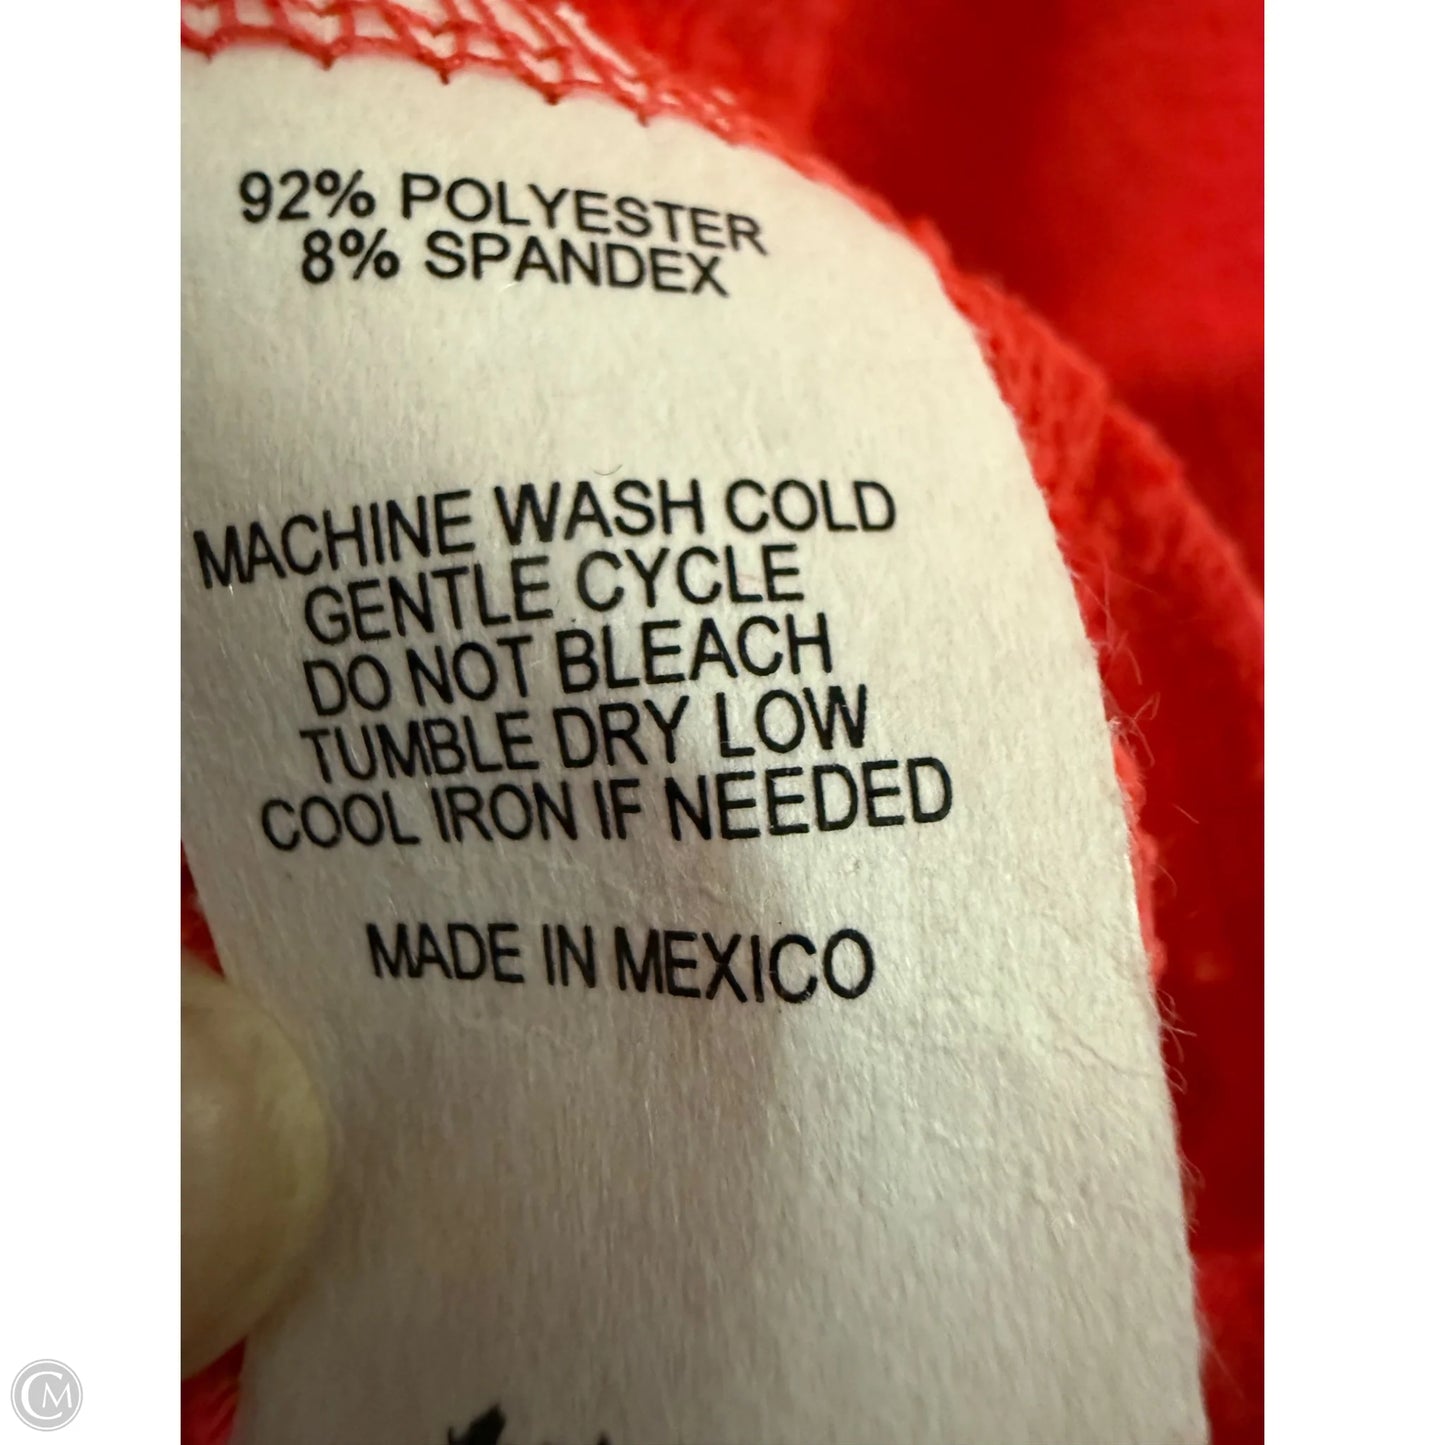 92% POLYESTER
8% SPANDEX
MACHINE WASH COLD
GENTLE CYCLE
DO NOT BLEACH
TUMBLE DRY LOW
COOL IRON IF NEEDED
MADE IN MEXICO
CM